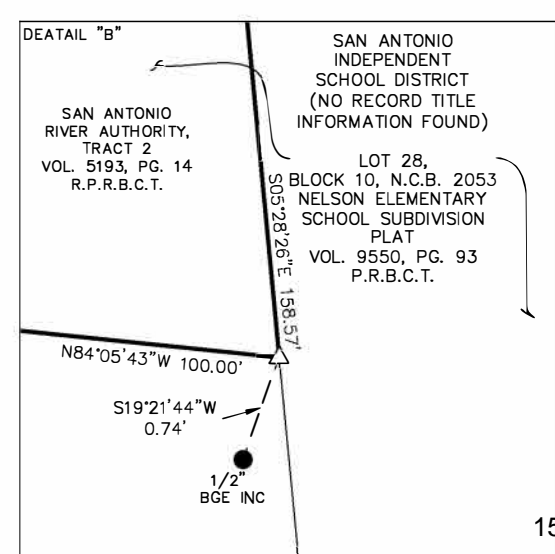 DEATAIL "B"
SAN ANTONIO
INDEPENDENT
SCHOOL DISTRICT
(NO RECORD TITLE
INFORMATION FOUND)
SAN ANTONIO
RIVER AUTHORITY,
TRACT 2
VOL. 5193, PG. 14
R.P.R.B.C.T.
LOT 28,
BLOCK 10, N.C.B. 2053
NELSON ELEMENTARY
SCHOOL SUBDIVISION
PLAT
VOL. 9550, PG. 93
P.R.B.C.T.
S05°28'26"E 158.57'
N84°05'43"W 100.00'
S19°21'44"W
0.74'
1/2"
BGE INC
15